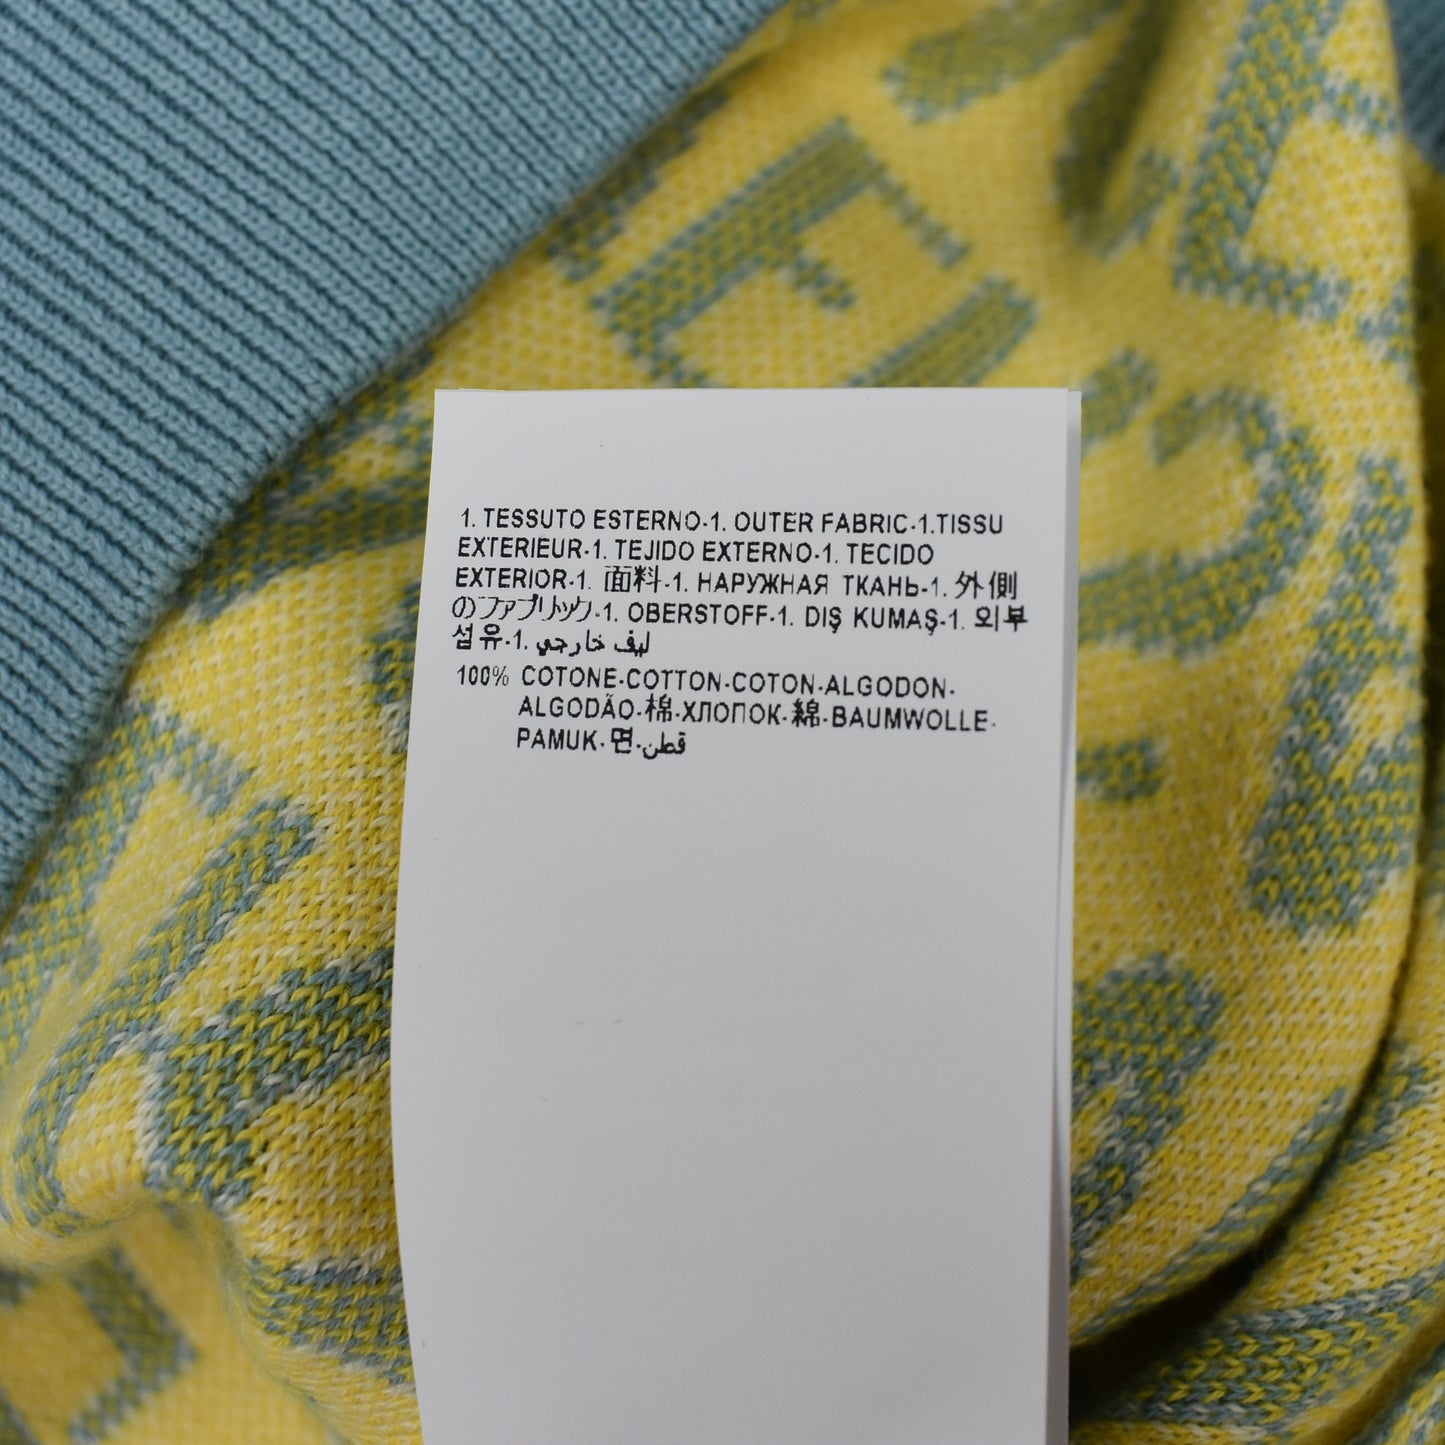 1. TESSUTO ESTERNO-1. OUTER FABRIC-1.TISSU
EXTERIEUR-1. TEJIDO EXTERNO-1. TECIDO
EXTERIOR-1. 面料-1. НАРУЖНАЯ ТКАНЬ-1. 外側
のファブリック-1. OBERSTOFF-1. DIŞ KUMAŞ-1. 외부
섬유-1. ليف خارجي
100% COTONE-COTTON-COTON-ALGODON-
ALGODÃO-棉-ХЛОПОК-綿-BAUMWOLLE-
PAMUK-면-قطن